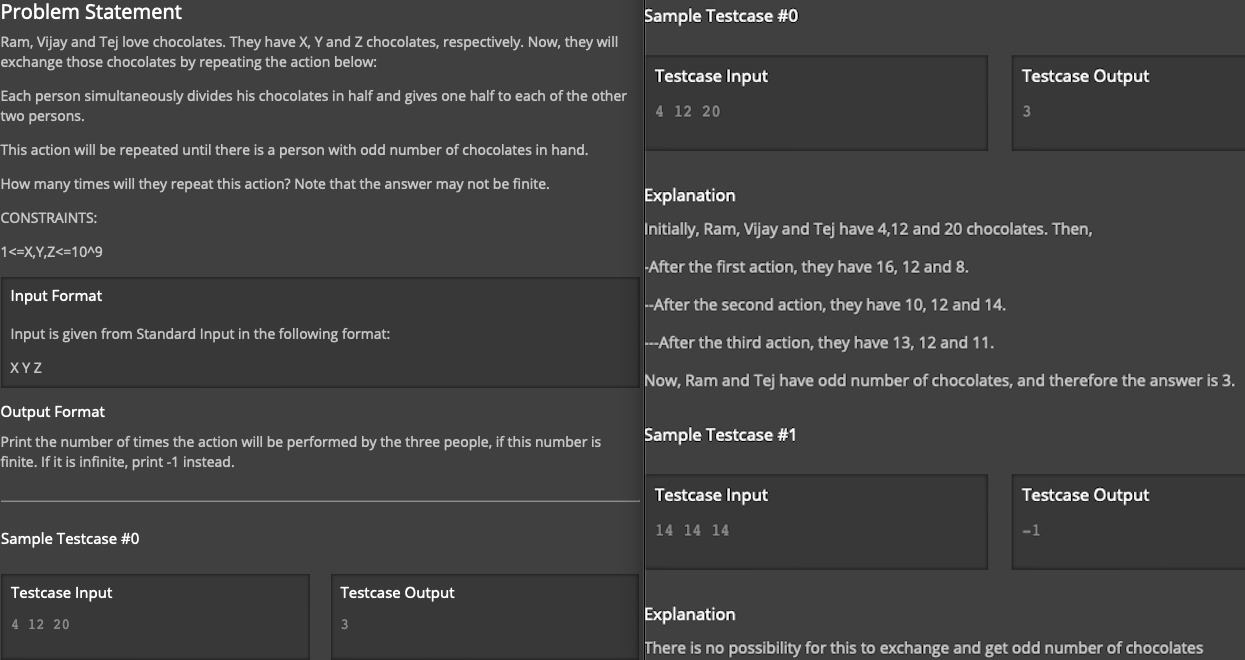 Problem Statement
Ram, Vijay and Tej love chocolates. They have X, Y and Z chocolates, respectively. Now, they will
exchange those chocolates by repeating the action below:
Each person simultaneously divides his chocolates in half and gives one half to each of the other
two persons.
This action will be repeated until there is a person with odd number of chocolates in hand.
How many times will they repeat this action? Note that the answer may not be finite.
CONSTRAINTS:
1<=X,Y,Z<=10^9
Input Format
Input is given from Standard Input in the following format:
X Y Z
Output Format
Print the number of times the action will be performed by the three people, if this number is
finite. If it is infinite, print -1 instead.
Sample Testcase #0
Testcase Input
Testcase Output
4 12 20
3
Sample Testcase #0
Testcase Input
Testcase Output
4 12 20
3
Explanation
Initially, Ram, Vijay and Tej have 4,12 and 20 chocolates. Then,
-After the first action, they have 16, 12 and 8.
--After the second action, they have 10, 12 and 14.
---After the third action, they have 13, 12 and 11.
Now, Ram and Tej have odd number of chocolates, and therefore the answer is 3.
Sample Testcase #1
Testcase Input
Testcase Output
14 14 14
-1
Explanation
There is no possibility for this to exchange and get odd number of chocolates